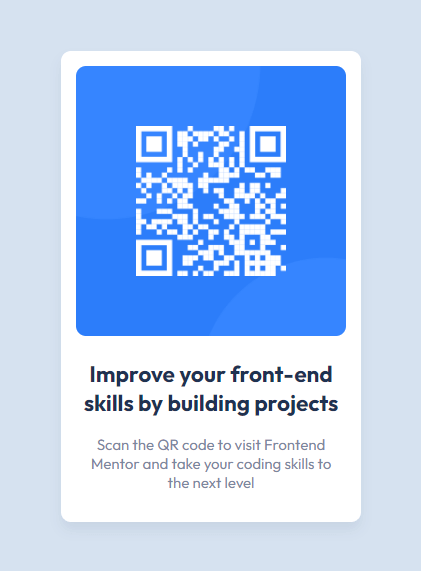 Improve your front-end
skills by building projects
Scan the QR code to visit Frontend
Mentor and take your coding skills to
the next level